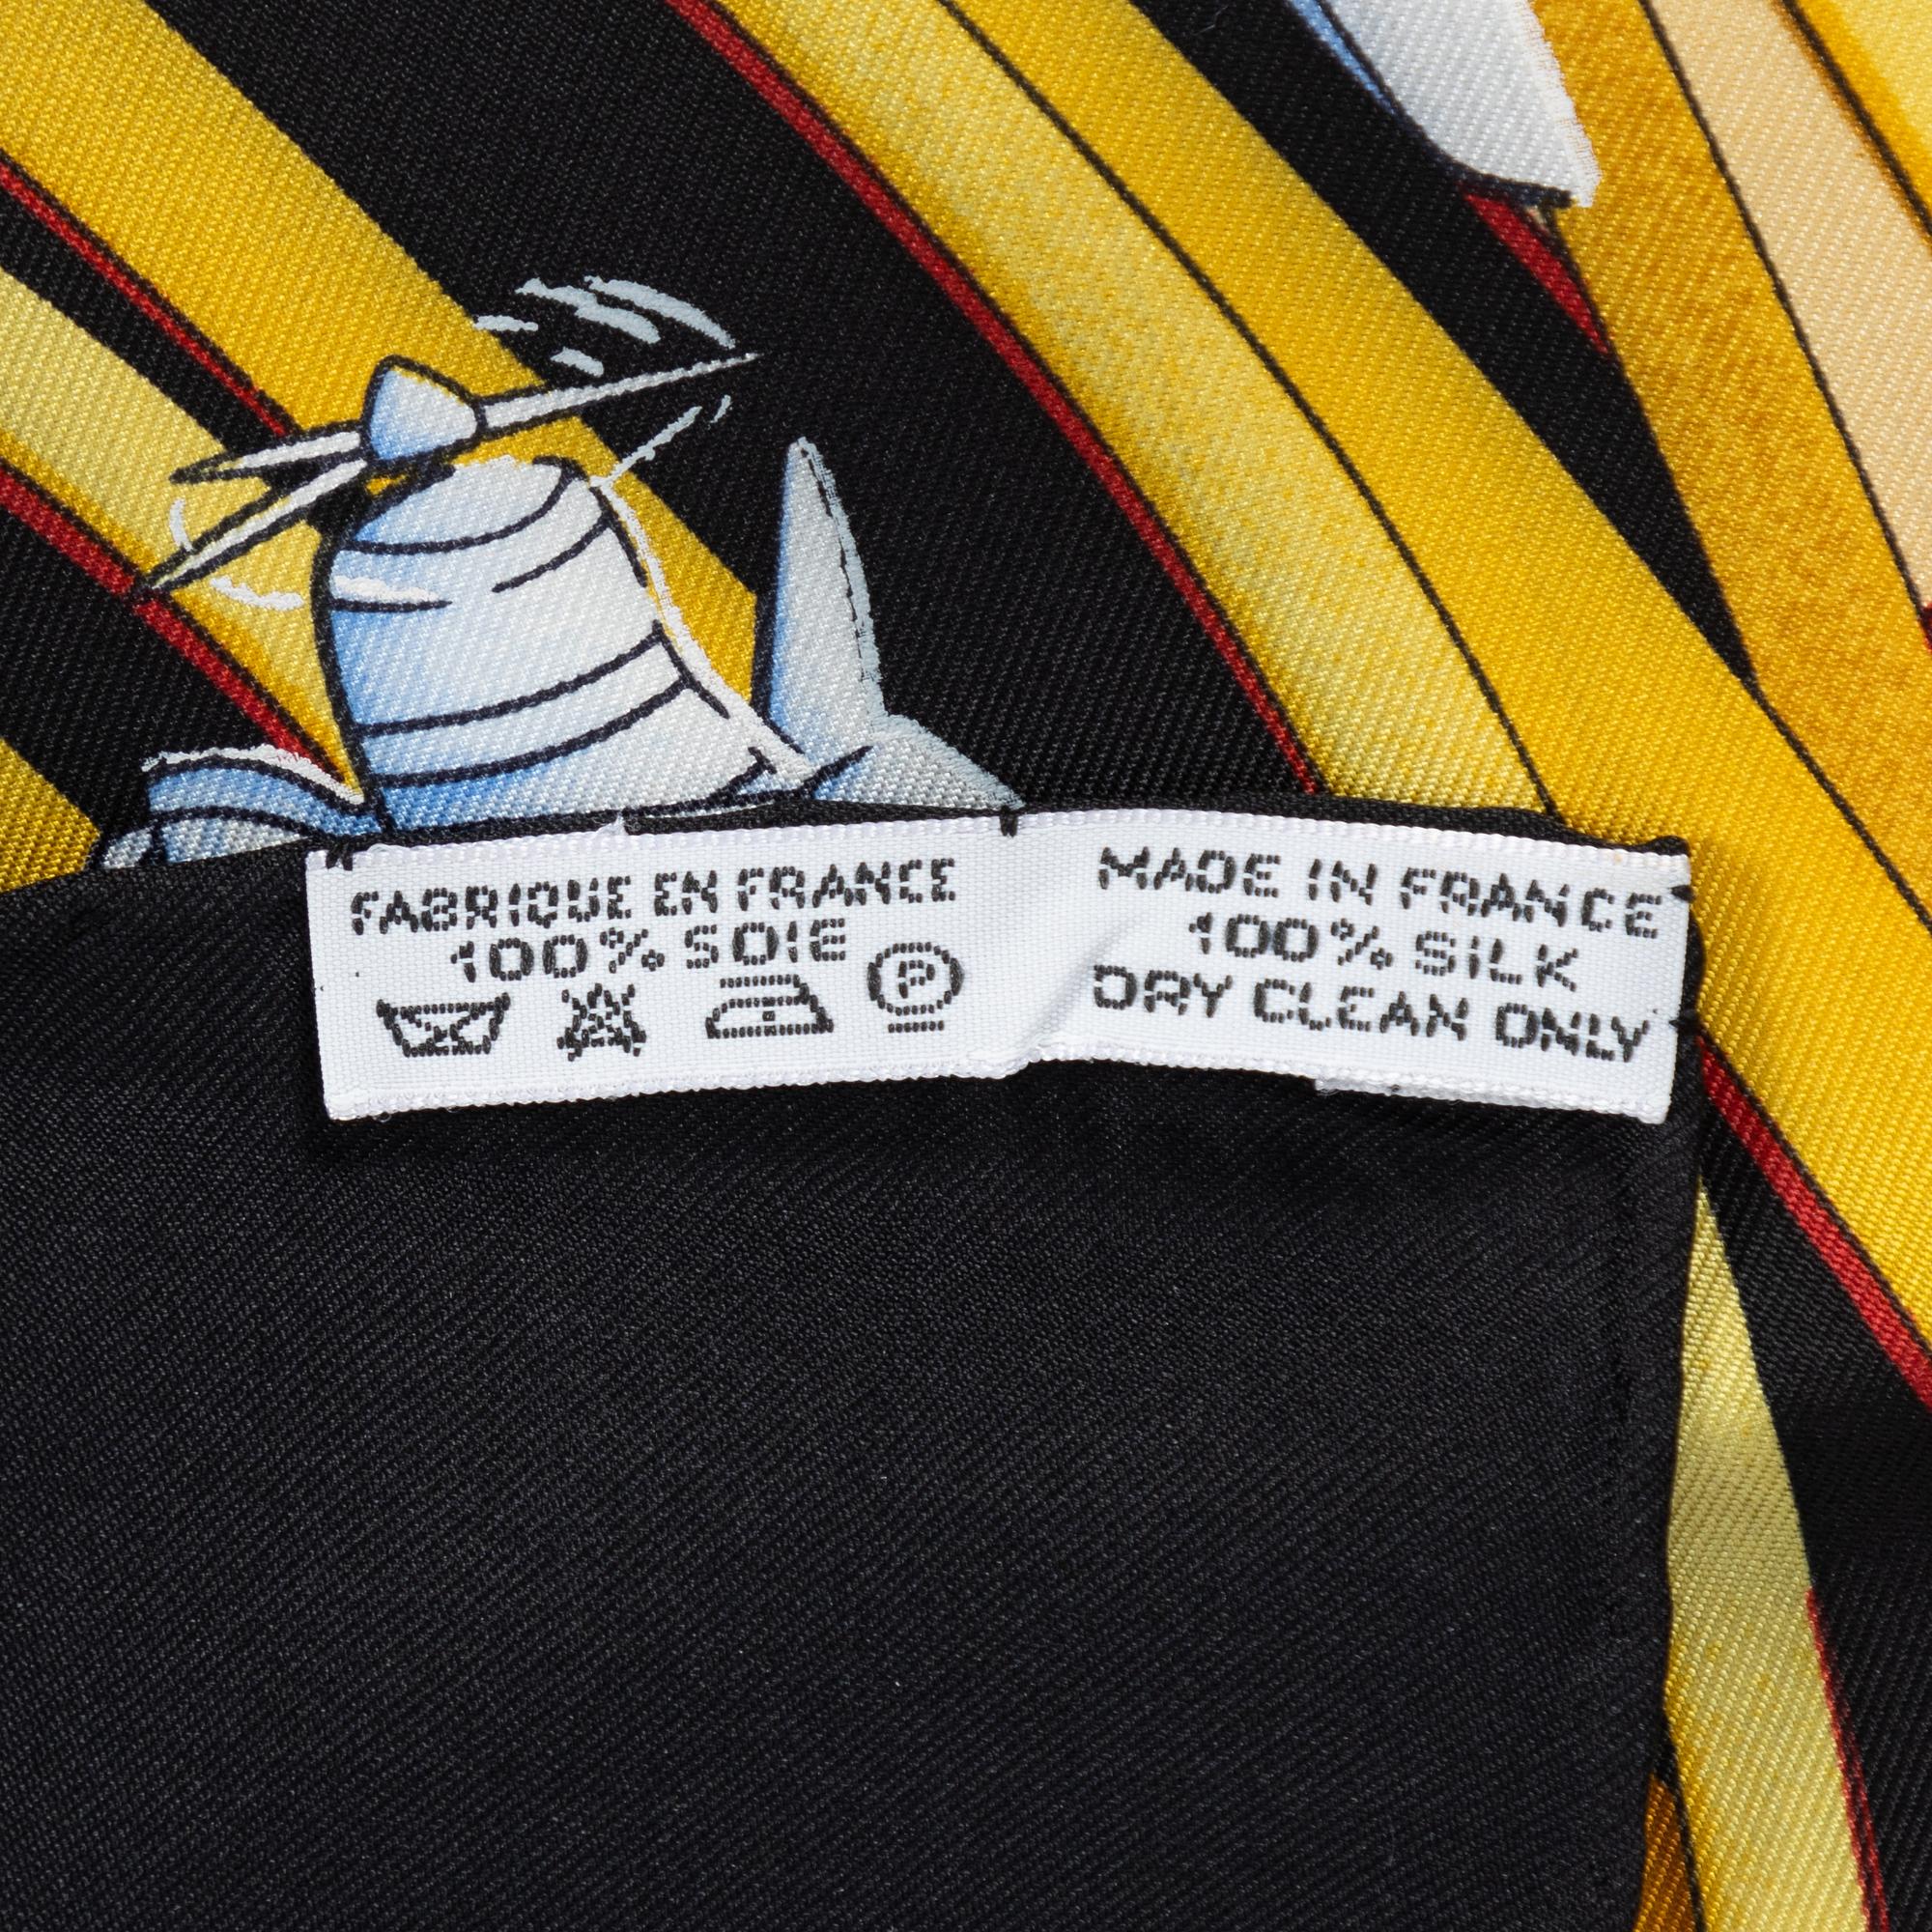 FABRIQUE EN FRANCE
100% SOIE
P
MADE IN FRANCE
100% SILK
DRY CLEAN ONLY